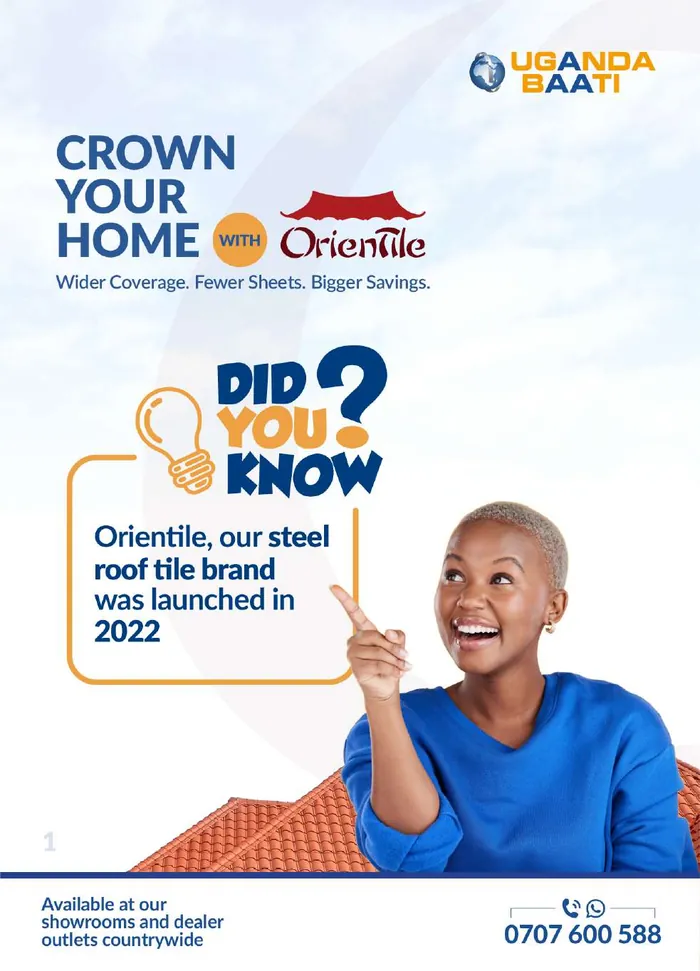 UGANDA
BAATI
CROWN
YOUR
HOME WITH Orientile
Wider Coverage. Fewer Sheets. Bigger Savings.
DID
YOU?
KNOW
Orientile, our steel
roof tile brand
was launched in
2022
1
Available at our
showrooms and dealer
outlets countrywide
0707 600 588